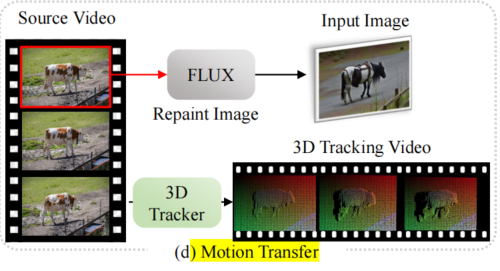 Source Video
Input Image
FLUX
Repaint Image
3D Tracking Video
3D
Tracker
(d) Motion Transfer